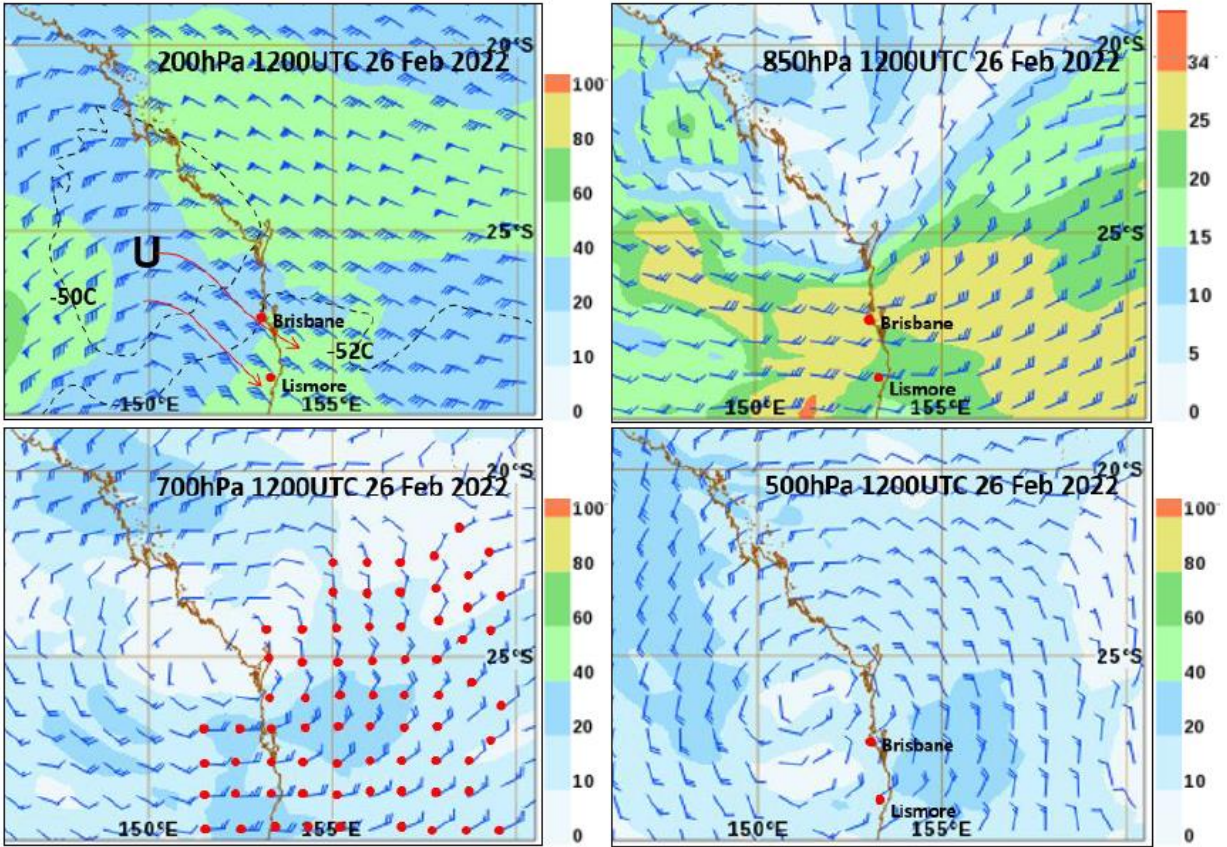 200hPa 1200UTC 26 Feb 2022
20°S
25°S
U
-50C
Brisbane
-52C
Lismore
150°E
155°E
100
80
60
40
20
10
0
850hPa 1200UTC 26 Feb 2022
20°S
25°S
Brisbane
Lismore
150°E
155°E
34
25
20
15
10
5
0
700hPa 1200UTC 26 Feb 2022
20°S
25°S
150°E
155°E
100
80
60
40
20
10
0
500hPa 1200UTC 26 Feb 2022
20°S
25°S
Brisbane
Lismore
150°E
155°E
100
80
60
40
20
10
0